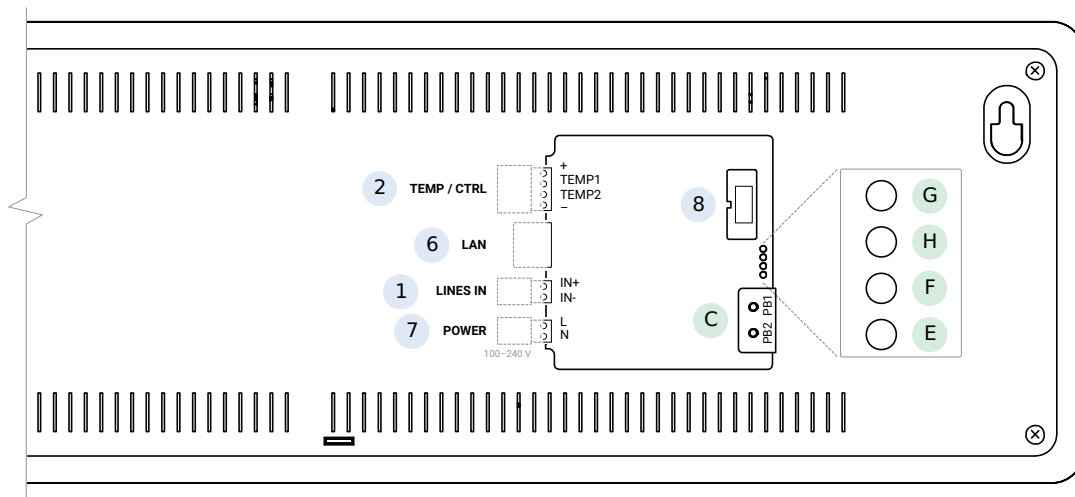 2 TEMP / CTRL
+
TEMP1
TEMP2
–
8
6 LAN
1 LINES IN
IN+
IN-
7 POWER
L
N
100–240 V
C
PB1
PB2
G
H
F
E